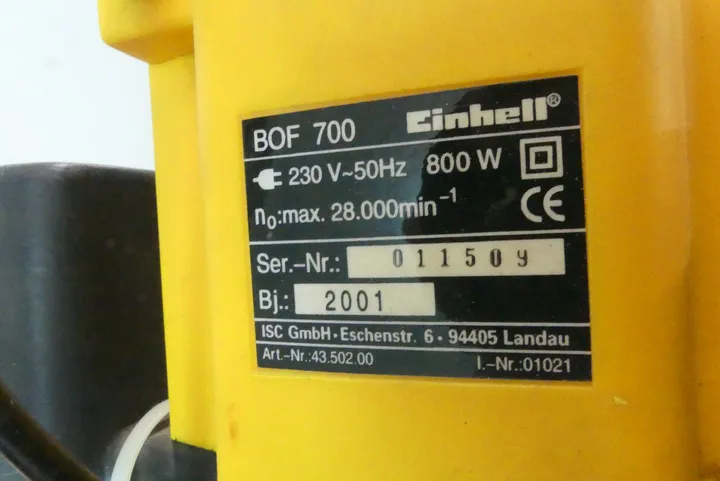 BOF 700 Einhell®
230 V~50Hz 800 W
n₀:max. 28.000min⁻¹ CE
Ser.-Nr.: 011509
Bj.: 2001
ISC GmbH·Eschenstr. 6·94405 Landau
Art.-Nr.:43.502.00 I.-Nr.:01021